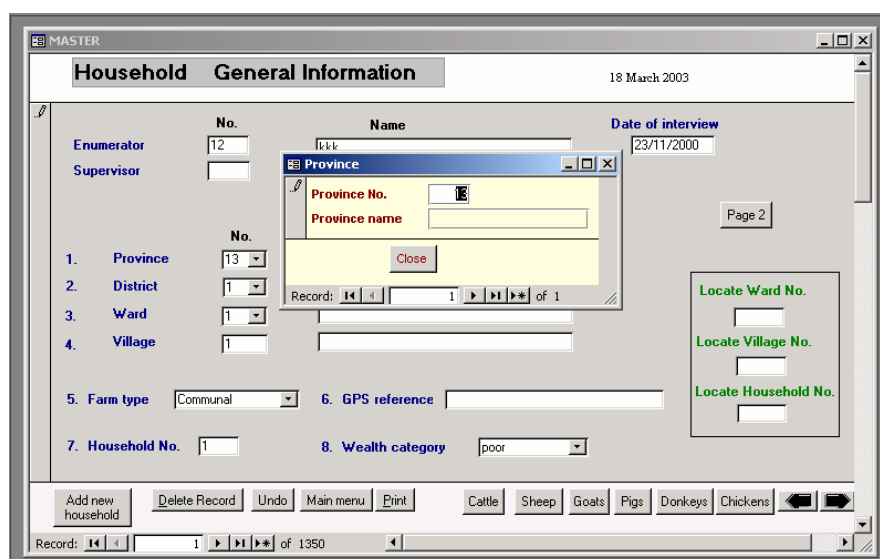 MASTER
Household General Information
18 March 2003
No. Name Date of interview
Enumerator 12 kkk 23/11/2000
Supervisor
Province
Province No. 13
Province name
Close
Record: 1 of 1
Page 2
No.
1. Province 13
2. District 1
3. Ward 1
4. Village 1
Locate Ward No.
Locate Village No.
Locate Household No.
5. Farm type Communal 6. GPS reference
7. Household No. 1 8. Wealth category poor
Add new household Delete Record Undo Main menu Print Cattle Sheep Goats Pigs Donkeys Chickens
Record: 1 of 1350